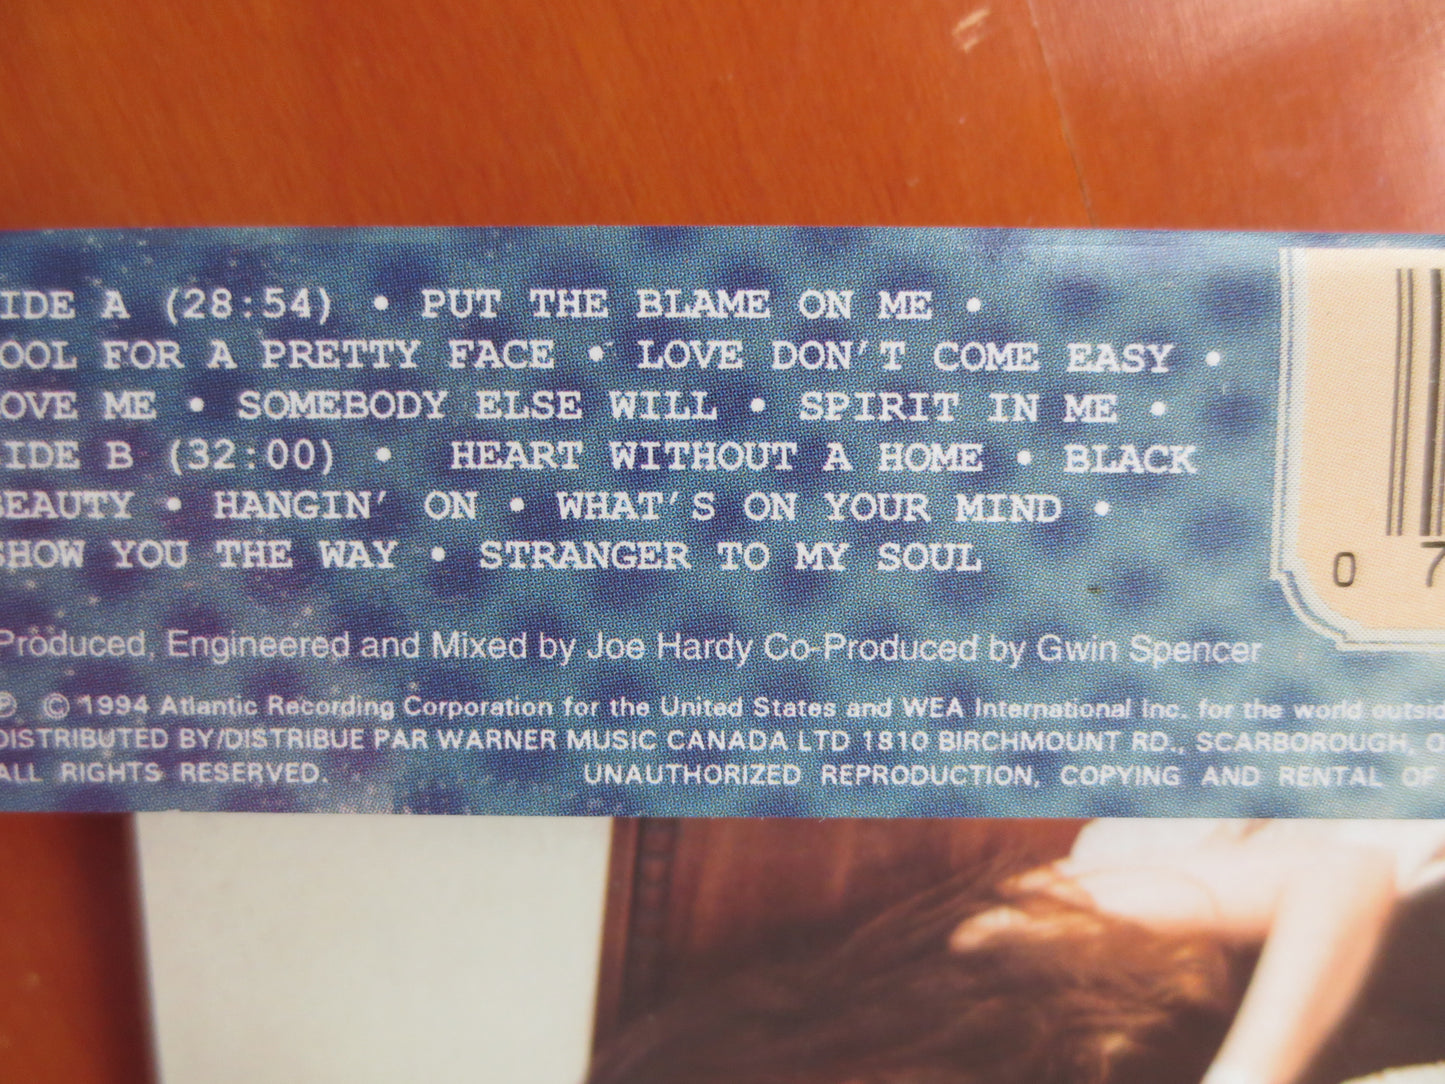 IDE A (28:54) • PUT THE BLAME ON ME •
OOL FOR A PRETTY FACE • LOVE DON'T COME EASY •
OVE ME • SOMEBODY ELSE WILL • SPIRIT IN ME •
IDE B (32:00) • HEART WITHOUT A HOME • BLACK
BEAUTY • HANGIN' ON • WHAT'S ON YOUR MIND •
SHOW YOU THE WAY • STRANGER TO MY SOUL
Produced, Engineered and Mixed by Joe Hardy Co-Produced by Gwin Spencer
℗ © 1994 Atlantic Recording Corporation for the United States and WEA International Inc. for the world outsid
DISTRIBUTED BY/DISTRIBUE PAR WARNER MUSIC CANADA LTD 1810 BIRCHMOUNT RD., SCARBOROUGH, O
ALL RIGHTS RESERVED. UNAUTHORIZED REPRODUCTION, COPYING AND RENTAL OF
0 7